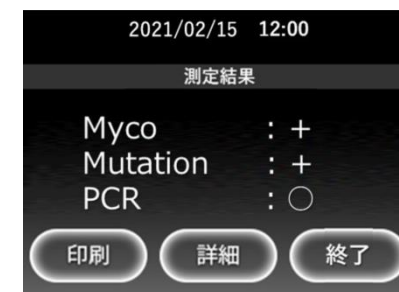 2021/02/15 12:00
測定結果
Myco : +
Mutation : +
PCR : ○
印刷 詳細 終了